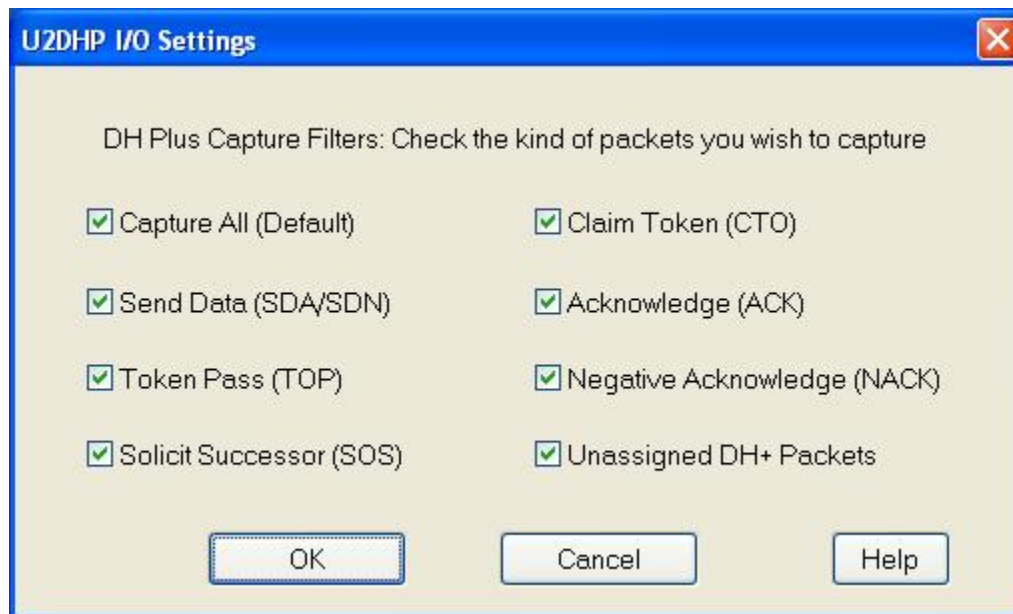 U2DHP I/O Settings
DH Plus Capture Filters: Check the kind of packets you wish to capture
Capture All (Default)
Claim Token (CTO)
Send Data (SDA/SDN)
Acknowledge (ACK)
Token Pass (TOP)
Negative Acknowledge (NACK)
Solicit Successor (SOS)
Unassigned DH+ Packets
OK
Cancel
Help